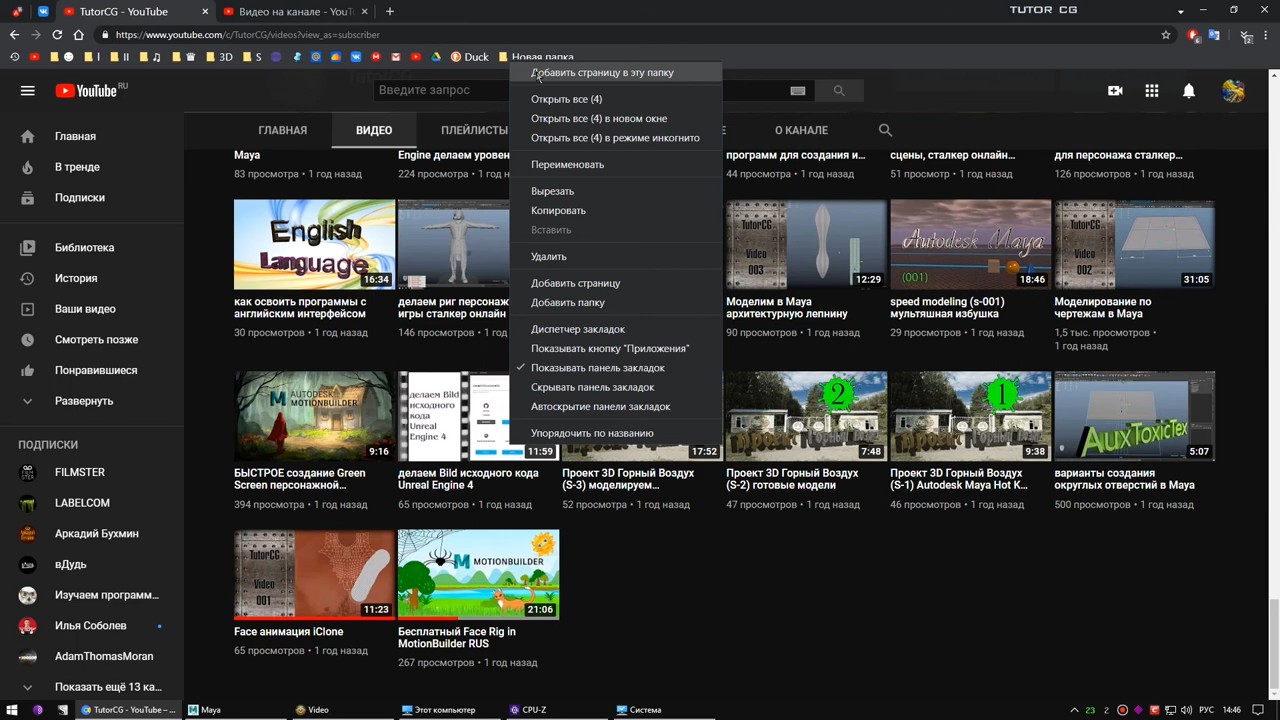 TutorCG - YouTube
Видео на канале - YouT
TUTOR CG
https://www.youtube.com/c/TutorCG/videos?view_as=subscriber
I
II
S
Duck
Новая папка
Добавить страницу в эту папку
Открыть все (4)
Открыть все (4) в новом окне
Открыть все (4) в режиме инкогнито
Переименовать
Вырезать
Копировать
Вставить
Удалить
Добавить страницу
Добавить папку
Диспетчер закладок
Показывать кнопку "Приложения"
Показывать панель закладок
Скрывать панель закладок
Автоскрытие панели закладок
Упорядочить по названию
YouTube RU
Введите запрос
ГЛАВНАЯ
ВИДЕО
ПЛЕЙЛИСТЫ
О КАНАЛЕ
Главная
В тренде
Подписки
Библиотека
История
Ваши видео
Смотреть позже
Понравившиеся
Развернуть
ПОДПИСКИ
FILMSTER
LABELCOM
Аркадий Бухмин
вДудь
Изучаем программ...
Илья Соболев
AdamThomasMoran
Показать ещё 13 ка...
Maya
83 просмотра • 1 год назад
Engine делаем уровен
224 просмотра • 1 год наз
программ для создания и...
44 просмотра • 1 год назад
сцены, сталкер онлайн...
51 просмотр • 1 год назад
для персонажа сталкер...
126 просмотров • 1 год назад
English
Language
16:34
как освоить программы с
английским интерфейсом
30 просмотров • 1 год назад
делаем риг персонаж
игры сталкер онлайн
146 просмотров • 1 год наз
TutorCG
Video
003
12:29
Моделим в Maya
архитектурную лепнину
90 просмотров • 1 год назад
Autodesk Maya
(001)
18:46
speed modeling (s-001)
мультяшная избушка
29 просмотров • 1 год назад
TutorCG
Video
002
31:05
Моделирование по
чертежам в Maya
1,5 тыс. просмотров •
1 год назад
AUTODESK
MOTIONBUILDER
9:16
БЫСТРОЕ создание Green
Screen персонажной...
394 просмотра • 1 год назад
делаем Bild
исходного
кода
Unreal
Engine 4
11:59
делаем Bild исходного кода
Unreal Engine 4
65 просмотров • 1 год назад
17:52
Проект 3D Горный Воздух
(S-3) моделируем...
52 просмотра • 1 год назад
2
7:48
Проект 3D Горный Воздух
(S-2) готовые модели
47 просмотров • 1 год назад
1
9:38
Проект 3D Горный Воздух
(S-1) Autodesk Maya Hot K...
46 просмотров • 1 год назад
AuxToxicTex
5:07
варианты создания
округлых отверстий в Maya
500 просмотров • 1 год назад
TutorCG
Video
001
11:23
Face анимация iClone
65 просмотров • 1 год назад
MOTIONBUILDER
21:06
Бесплатный Face Rig in
MotionBuilder RUS
267 просмотров • 1 год назад
TutorCG - YouTube – ...
Maya
Video
Этот компьютер
CPU-Z
Система
23
2
РУС
14:46